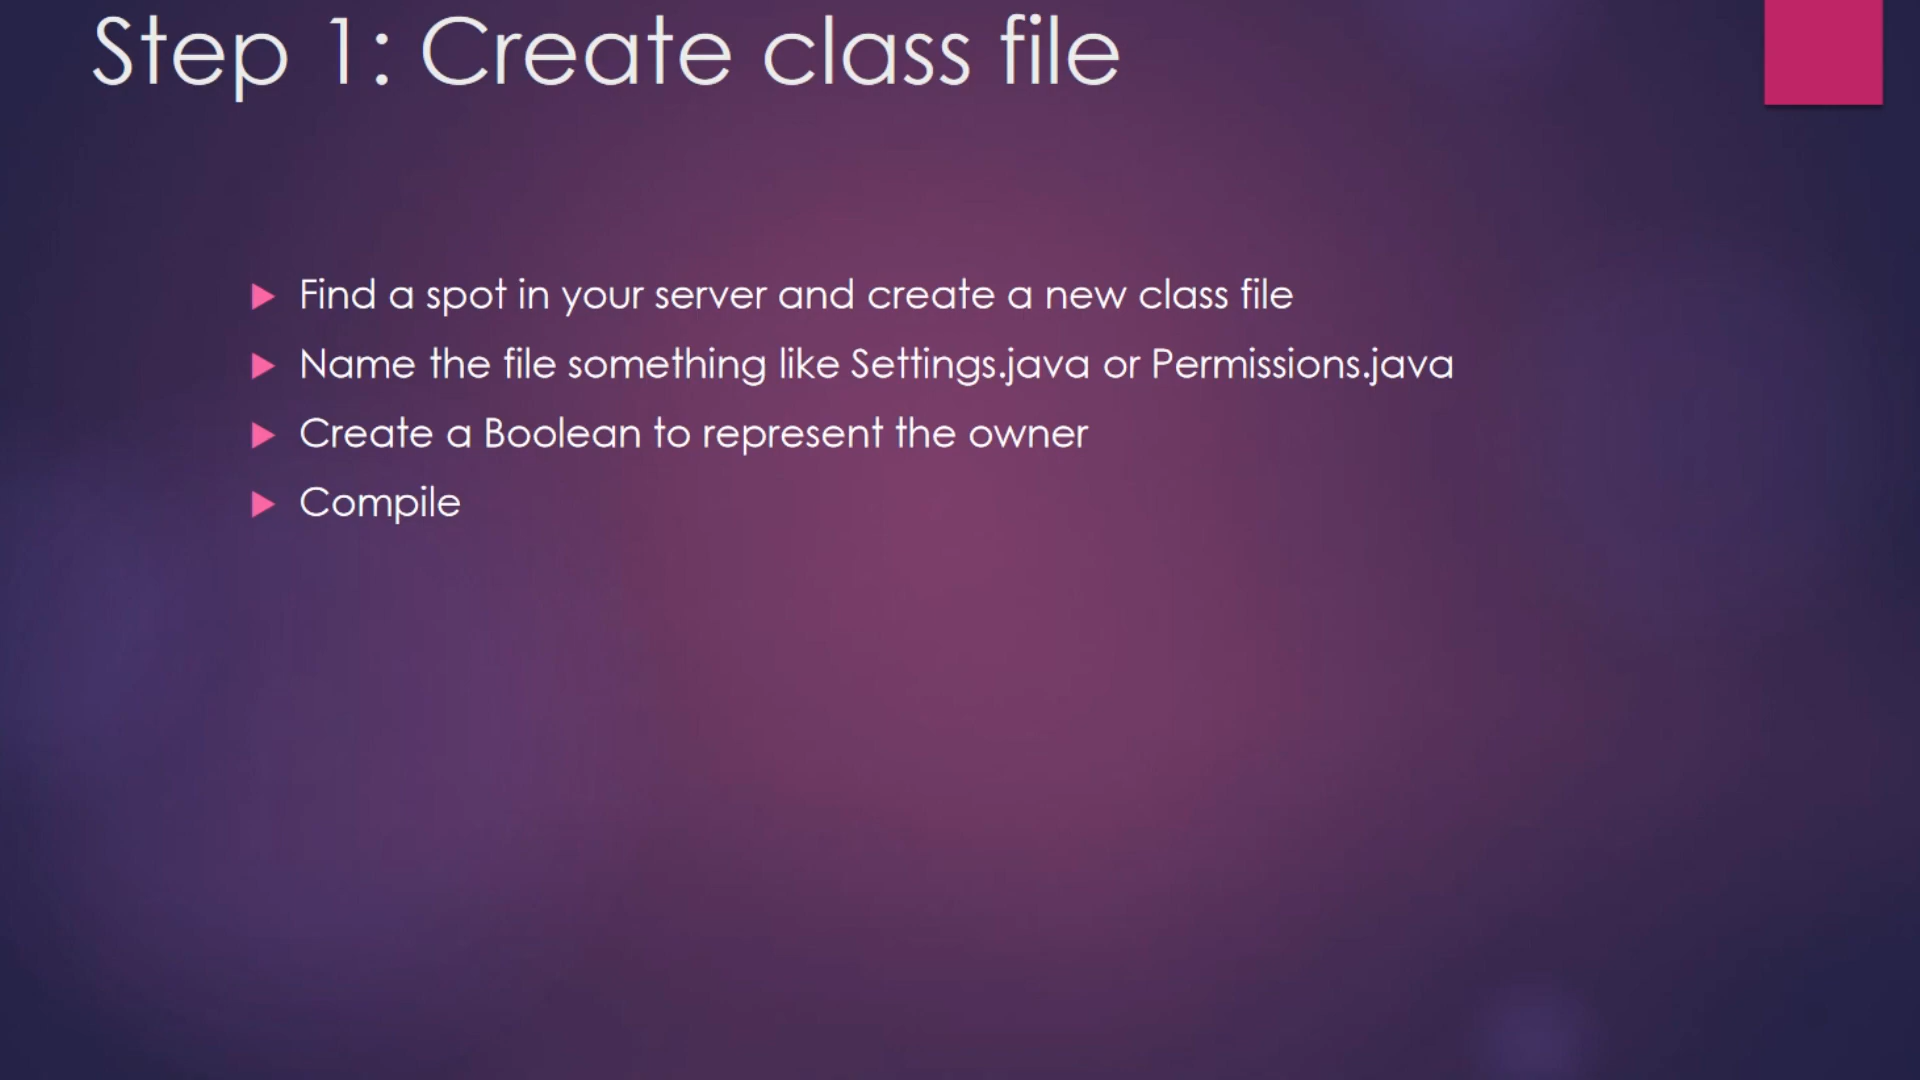 Step 1: Create class file
Find a spot in your server and create a new class file
Name the file something like Settings.java or Permissions.java
Create a Boolean to represent the owner
Compile